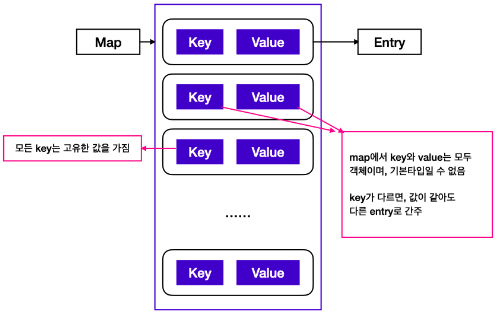 Map
Key Value
Entry
Key Value
모든 key는 고유한 값을 가짐
Key Value
map에서 key와 value는 모두
객체이며, 기본타입일 수 없음
key가 다르면, 값이 같아도
다른 entry로 간주
......
Key Value